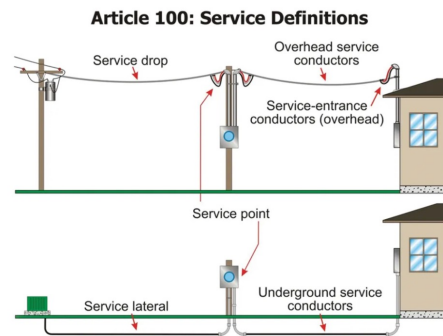 Article 100: Service Definitions
Service drop
Overhead service
conductors
Service-entrance
conductors (overhead)
Service point
Service lateral
Underground service
conductors